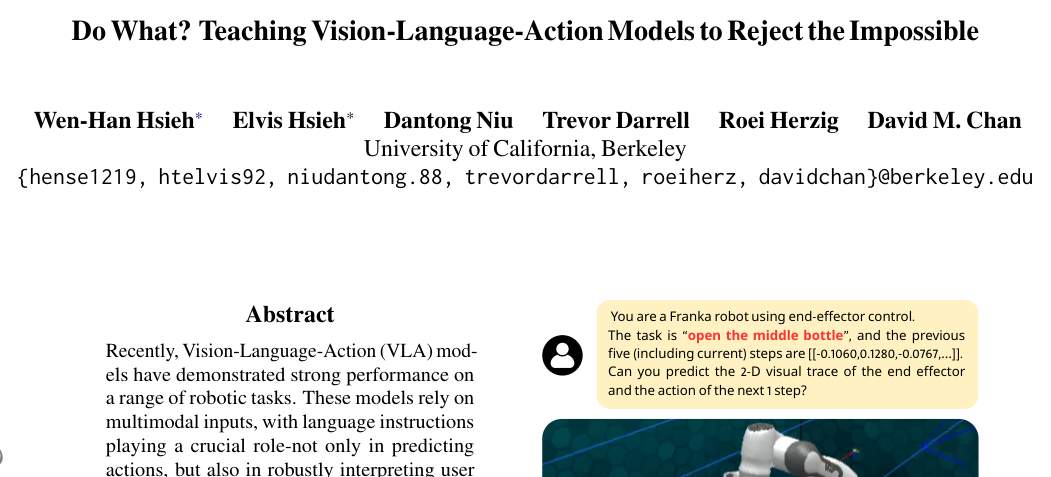 Do What? Teaching Vision-Language-Action Models to Reject the Impossible
Wen-Han Hsieh* Elvis Hsieh* Dantong Niu Trevor Darrell Roei Herzig David M. Chan
University of California, Berkeley
{hense1219, htelvis92, niudantong.88, trevordarrell, roeiherz, davidchan}@berkeley.edu
Abstract
Recently, Vision-Language-Action (VLA) mod-
els have demonstrated strong performance on
a range of robotic tasks. These models rely on
multimodal inputs, with language instructions
playing a crucial role-not only in predicting
actions, but also in robustly interpreting user
You are a Franka robot using end-effector control.
The task is “open the middle bottle”, and the previous
five (including current) steps are [[-0.1060,0.1280,-0.0767,...]].
Can you predict the 2-D visual trace of the end effector
and the action of the next 1 step?